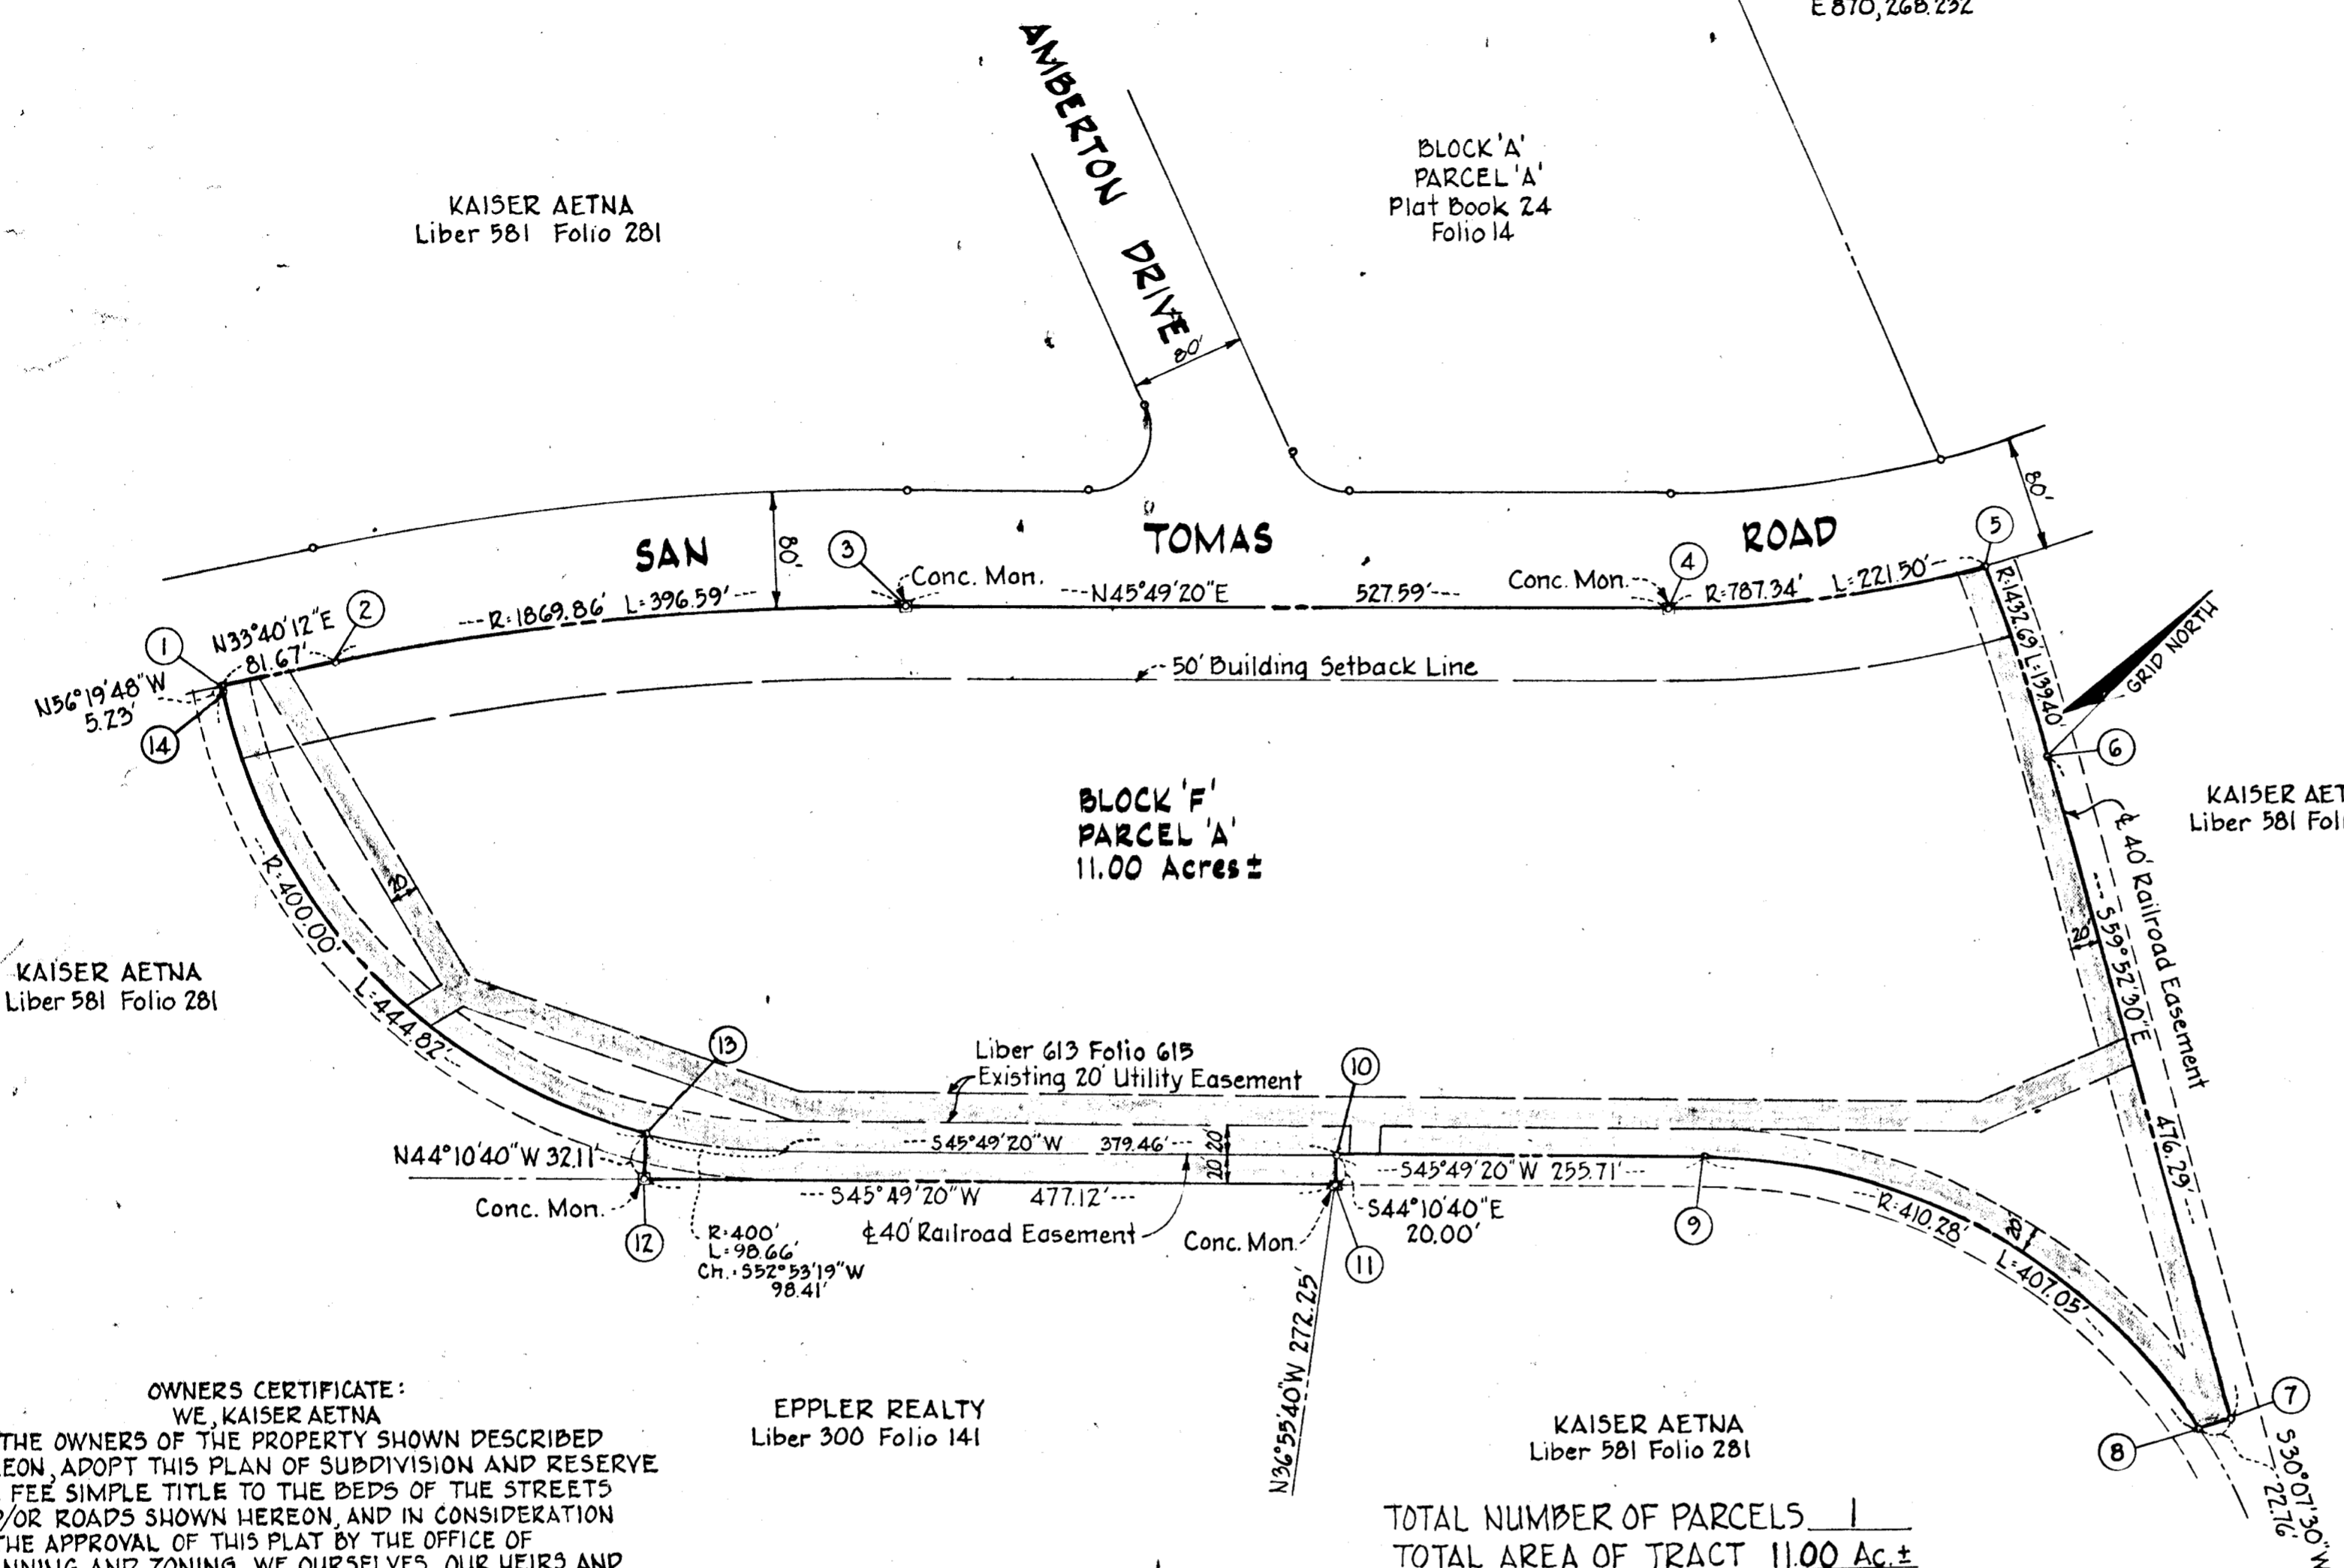 E 870,268.232
AMBERTON DRIVE
80'
KAISER AETNA
Liber 581 Folio 281
BLOCK 'A'
PARCEL 'A'
Plat Book 24
Folio 14
SAN TOMAS ROAD
80'
80'
1
2
3
4
5
N33°40'12"E
81.67'
R=1869.86' L=396.59'
Conc. Mon.
N45°49'20"E 527.59'
Conc. Mon.
R=787.34' L=221.50'
N56°19'48"W
5.23'
14
50' Building Setback Line
R=1432.69' L=139.40'
GRID NORTH
6
BLOCK 'F'
PARCEL 'A'
11.00 Acres ±
KAISER AET
Liber 581 Foli
℄ 40' Railroad Easement
S59°52'30"E
476.29'
20'
20'
R=400.00'
L=444.82'
KAISER AETNA
Liber 581 Folio 281
13
Liber 613 Folio 615
Existing 20' Utility Easement
10
N44°10'40"W 32.11'
S45°49'20"W 379.46'
20'
20'
S45°49'20"W 255.71'
Conc. Mon.
S45°49'20"W 477.12'
12
R=400'
L=98.66'
Ch.=S52°53'19"W
98.41'
℄ 40' Railroad Easement
Conc. Mon.
S44°10'40"E
20.00'
11
9
R=410.28'
L=407.05'
20'
N36°55'40"W 272.25'
7
8
S30°07'30"W
22.76'
OWNERS CERTIFICATE:
WE, KAISER AETNA
THE OWNERS OF THE PROPERTY SHOWN DESCRIBED
EON, ADOPT THIS PLAN OF SUBDIVISION AND RESERVE
FEE SIMPLE TITLE TO THE BEDS OF THE STREETS
/OR ROADS SHOWN HEREON, AND IN CONSIDERATION
THE APPROVAL OF THIS PLAT BY THE OFFICE OF
NNING AND ZONING, WE OURSELVES, OUR HEIRS AND
EPPLER REALTY
Liber 300 Folio 141
KAISER AETNA
Liber 581 Folio 281
TOTAL NUMBER OF PARCELS 1
TOTAL AREA OF TRACT 11.00 Ac.±